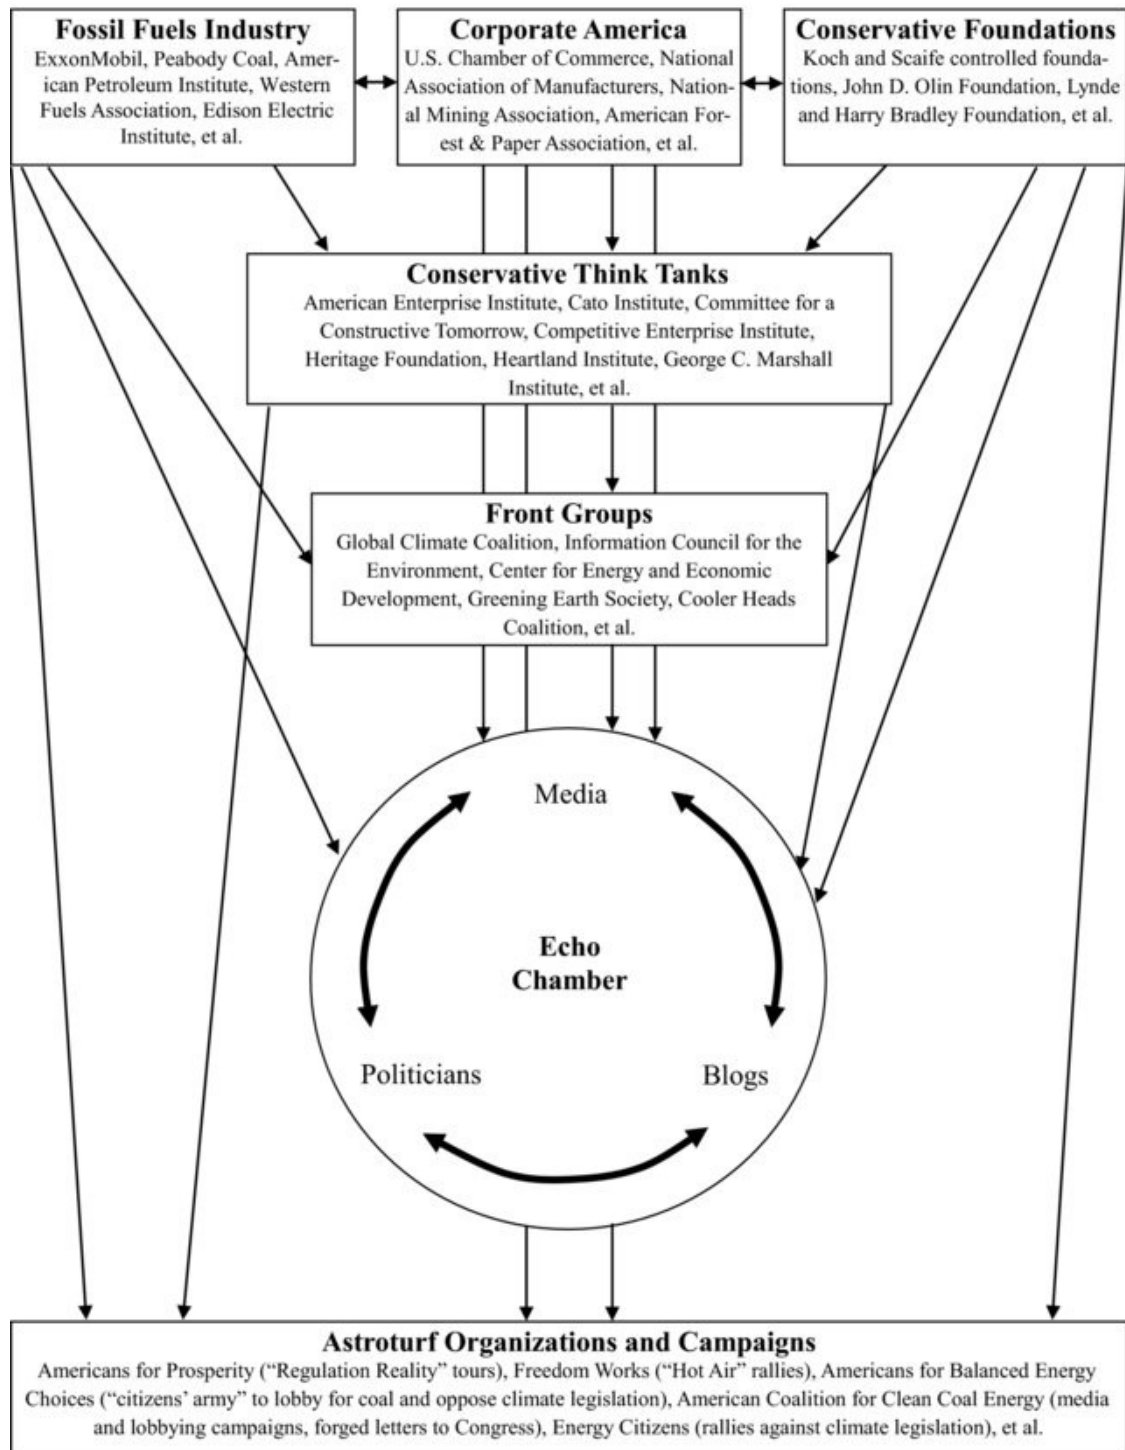 Fossil Fuels Industry
ExxonMobil, Peabody Coal, Amer-
ican Petroleum Institute, Western
Fuels Association, Edison Electric
Institute, et al.
Corporate America
U.S. Chamber of Commerce, National
Association of Manufacturers, Nation-
al Mining Association, American For-
est & Paper Association, et al.
Conservative Foundations
Koch and Scaife controlled founda-
tions, John D. Olin Foundation, Lynde
and Harry Bradley Foundation, et al.
Conservative Think Tanks
American Enterprise Institute, Cato Institute, Committee for a
Constructive Tomorrow, Competitive Enterprise Institute,
Heritage Foundation, Heartland Institute, George C. Marshall
Institute, et al.
Front Groups
Global Climate Coalition, Information Council for the
Environment, Center for Energy and Economic
Development, Greening Earth Society, Cooler Heads
Coalition, et al.
Media
Echo
Chamber
Politicians
Blogs
Astroturf Organizations and Campaigns
Americans for Prosperity (“Regulation Reality” tours), Freedom Works (“Hot Air” rallies), Americans for Balanced Energy
Choices (“citizens’ army” to lobby for coal and oppose climate legislation), American Coalition for Clean Coal Energy (media
and lobbying campaigns, forged letters to Congress), Energy Citizens (rallies against climate legislation), et al.